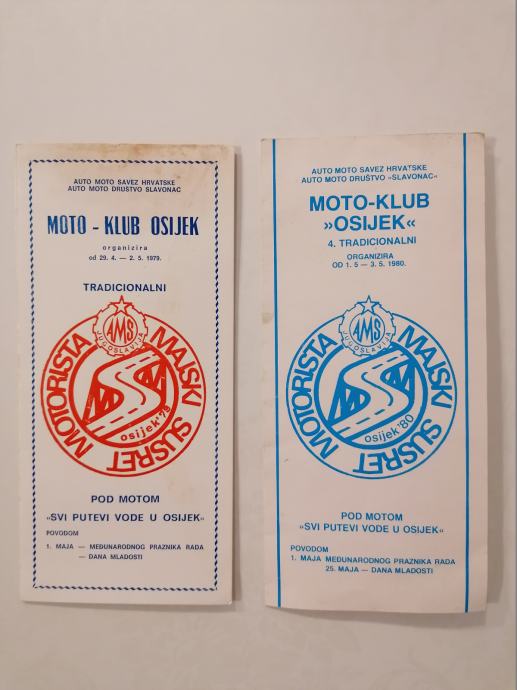 AUTO MOTO SAVEZ HRVATSKE
AUTO MOTO DRUŠTVO SLAVONAC
MOTO - KLUB OSIJEK
organizira
od 29. 4. — 2. 5. 1979.
TRADICIONALNI
AMS
JUGOSLAVIJA
MOTORISTA MAJSKI SUSRET
osijek'79
POD MOTOM
»SVI PUTEVI VODE U OSIJEK«
POVODOM
1. MAJA — MEĐUNARODNOG PRAZNIKA RADA
— DANA MLADOSTI
AUTO MOTO SAVEZ HRVATSKE
AUTO MOTO DRUŠTVO »SLAVONAC«
MOTO-KLUB
»OSIJEK«
4. TRADICIONALNI
ORGANIZIRA
OD 1. 5 — 3. 5. 1980.
AMS
JUGOSLAVIJA
MOTORISTA MAJSKI SUSRET
osijek'80
POD MOTOM
»SVI PUTEVI VODE U OSIJEK«
POVODOM
1. MAJA MEĐUNARODNOG PRAZNIKA RADA
25. MAJA — DANA MLADOSTI